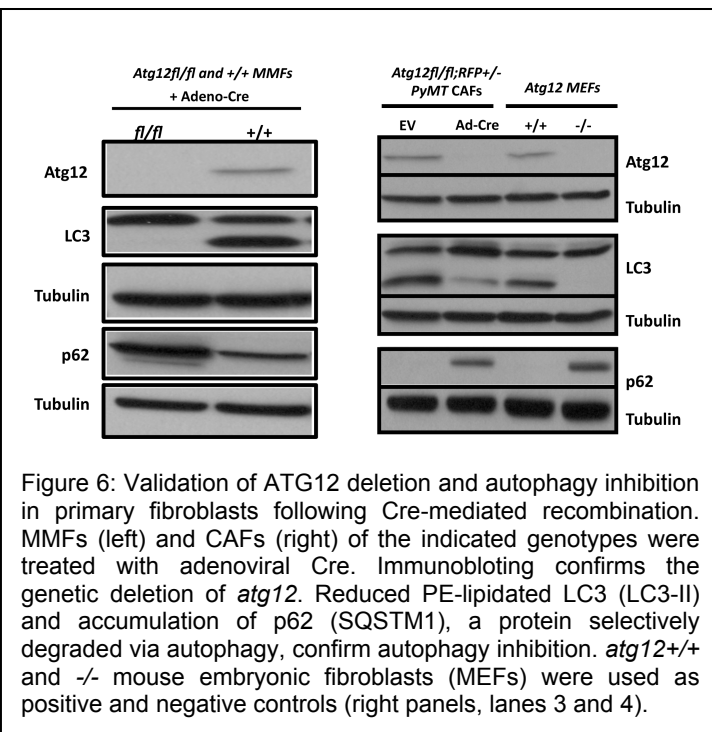 Atg12fl/fl and +/+ MMFs
+ Adeno-Cre
fl/fl +/+
Atg12
LC3
Tubulin
p62
Tubulin
Atg12fl/fl;RFP+/-
PyMT CAFs
Atg12 MEFs
EV Ad-Cre +/+ -/-
Atg12
Tubulin
LC3
Tubulin
p62
Tubulin
Figure 6: Validation of ATG12 deletion and autophagy inhibition
in primary fibroblasts following Cre-mediated recombination.
MMFs (left) and CAFs (right) of the indicated genotypes were
treated with adenoviral Cre. Immunobloting confirms the
genetic deletion of atg12. Reduced PE-lipidated LC3 (LC3-II)
and accumulation of p62 (SQSTM1), a protein selectively
degraded via autophagy, confirm autophagy inhibition. atg12+/+
and -/- mouse embryonic fibroblasts (MEFs) were used as
positive and negative controls (right panels, lanes 3 and 4).